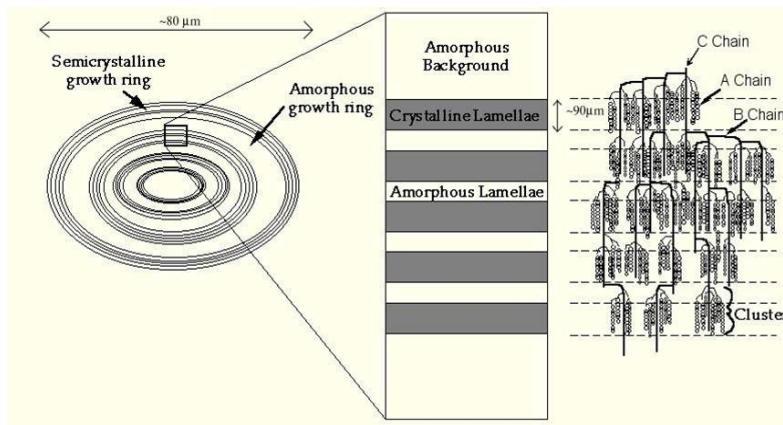 ~80 µm
Semicrystalline
growth ring
Amorphous
growth ring
Amorphous
Background
Crystalline Lamellae
Amorphous Lamellae
~90µm
C Chain
A Chain
B Chain
Cluste